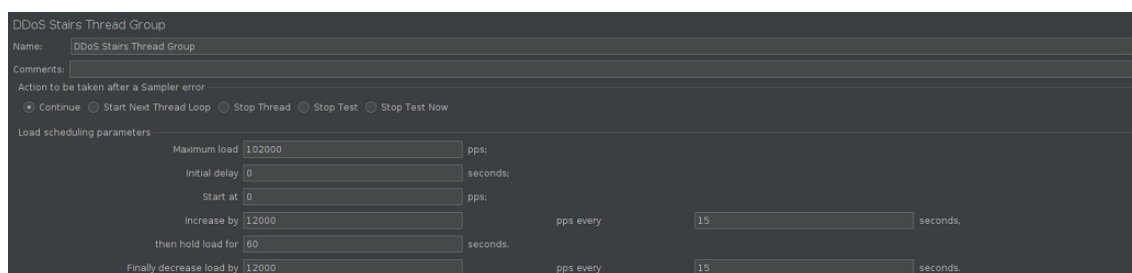 DDoS Stairs Thread Group
Name: DDoS Stairs Thread Group
Comments:
Action to be taken after a Sampler error
Continue Start Next Thread Loop Stop Thread Stop Test Stop Test Now
Load scheduling parameters
Maximum load 102000 pps;
Initial delay 0 seconds;
Start at 0 pps;
Increase by 12000 pps every 15 seconds,
then hold load for 60 seconds.
Finally decrease load by 12000 pps every 15 seconds.